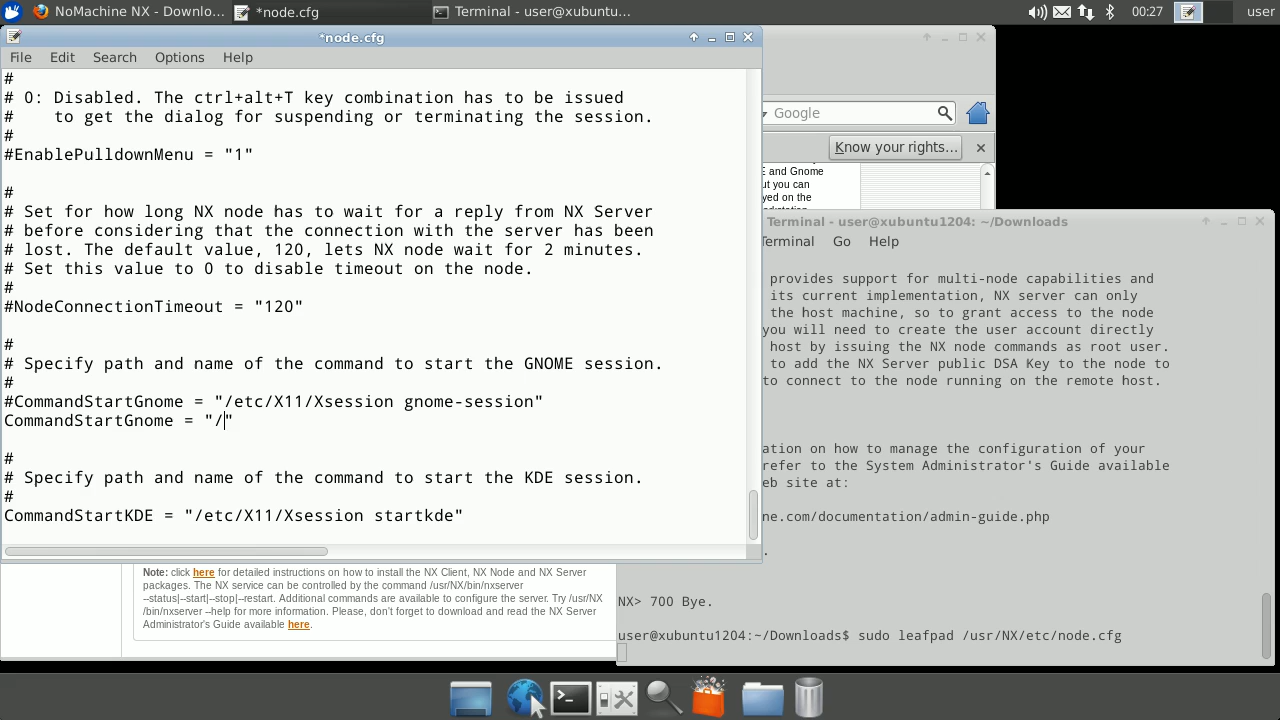 NoMachine NX - Downlo...
*node.cfg
Terminal - user@xubuntu...
00:27
user
*node.cfg
File Edit Search Options Help
#
# 0: Disabled. The ctrl+alt+T key combination has to be issued
#    to get the dialog for suspending or terminating the session.
#
#EnablePulldownMenu = "1"
#
# Set for how long NX node has to wait for a reply from NX Server
# before considering that the connection with the server has been
# lost. The default value, 120, lets NX node wait for 2 minutes.
# Set this value to 0 to disable timeout on the node.
#
#NodeConnectionTimeout = "120"
#
# Specify path and name of the command to start the GNOME session.
#
#CommandStartGnome = "/etc/X11/Xsession gnome-session"
CommandStartGnome = "/"
#
# Specify path and name of the command to start the KDE session.
#
CommandStartKDE = "/etc/X11/Xsession startkde"
Google
Know your rights...
E and Gnome
ut you can
yed on the
Terminal - user@xubuntu1204: ~/Downloads
Terminal Go Help
provides support for multi-node capabilities and
its current implementation, NX server can only
the host machine, so to grant access to the node
you will need to create the user account directly
host by issuing the NX node commands as root user.
to add the NX Server public DSA Key to the node to
to connect to the node running on the remote host.
ation on how to manage the configuration of your
refer to the System Administrator's Guide available
eb site at:
ne.com/documentation/admin-guide.php
.
NX> 700 Bye.
user@xubuntu1204:~/Downloads$ sudo leafpad /usr/NX/etc/node.cfg
Note: click here for detailed instructions on how to install the NX Client, NX Node and NX Server
packages. The NX service can be controlled by the command /usr/NX/bin/nxserver
--status|--start|--stop|--restart. Additional commands are available to configure the server. Try /usr/NX
/bin/nxserver --help for more information. Please, don't forget to download and read the NX Server
Administrator's Guide available here.